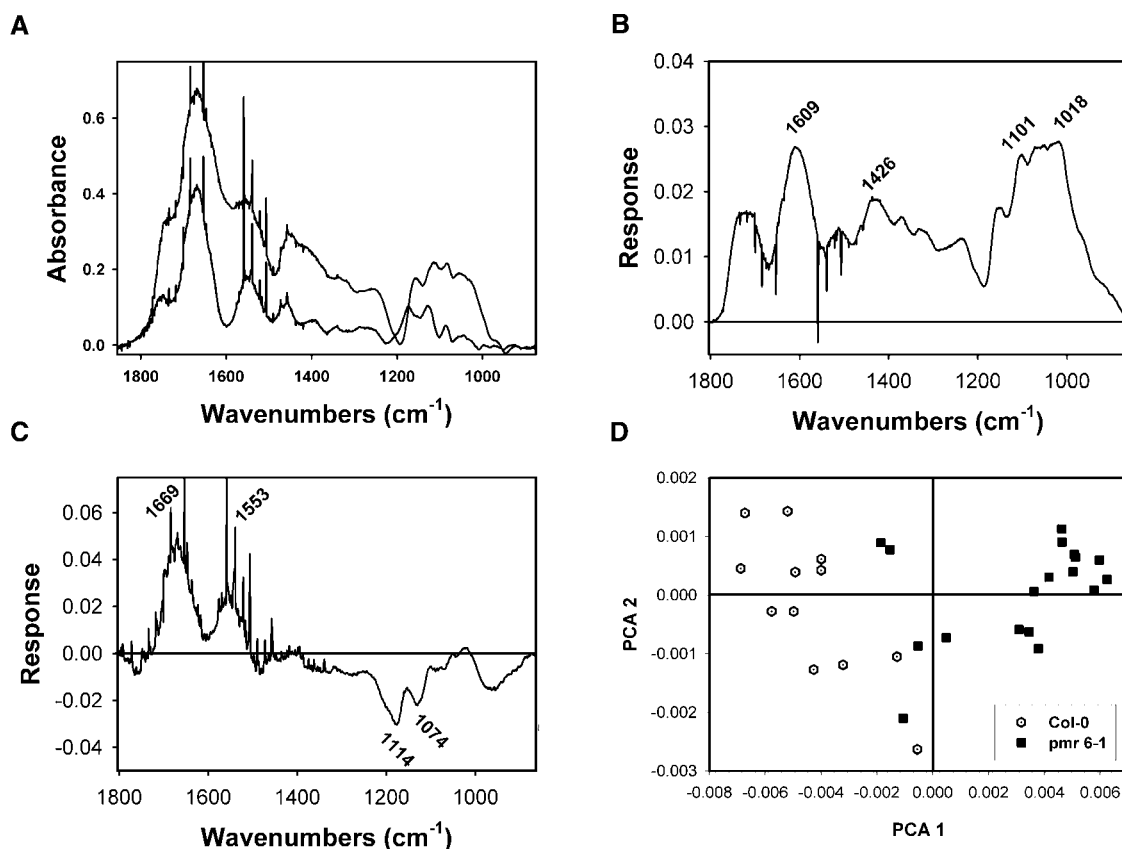 A
Absorbance
0.6
0.4
0.2
0.0
1800 1600 1400 1200 1000
Wavenumbers (cm⁻¹)
B
Response
0.04
0.03
0.02
0.01
0.00
1609
1426
1101
1018
1800 1600 1400 1200 1000
Wavenumbers (cm⁻¹)
C
Response
0.06
0.04
0.02
0.00
-0.02
-0.04
1669
1553
1114
1074
1800 1600 1400 1200 1000
Wavenumbers (cm⁻¹)
D
PCA 2
0.002
0.001
0.000
-0.001
-0.002
-0.003
Col-0
pmr 6-1
-0.008 -0.006 -0.004 -0.002 0.000 0.002 0.004 0.006
PCA 1